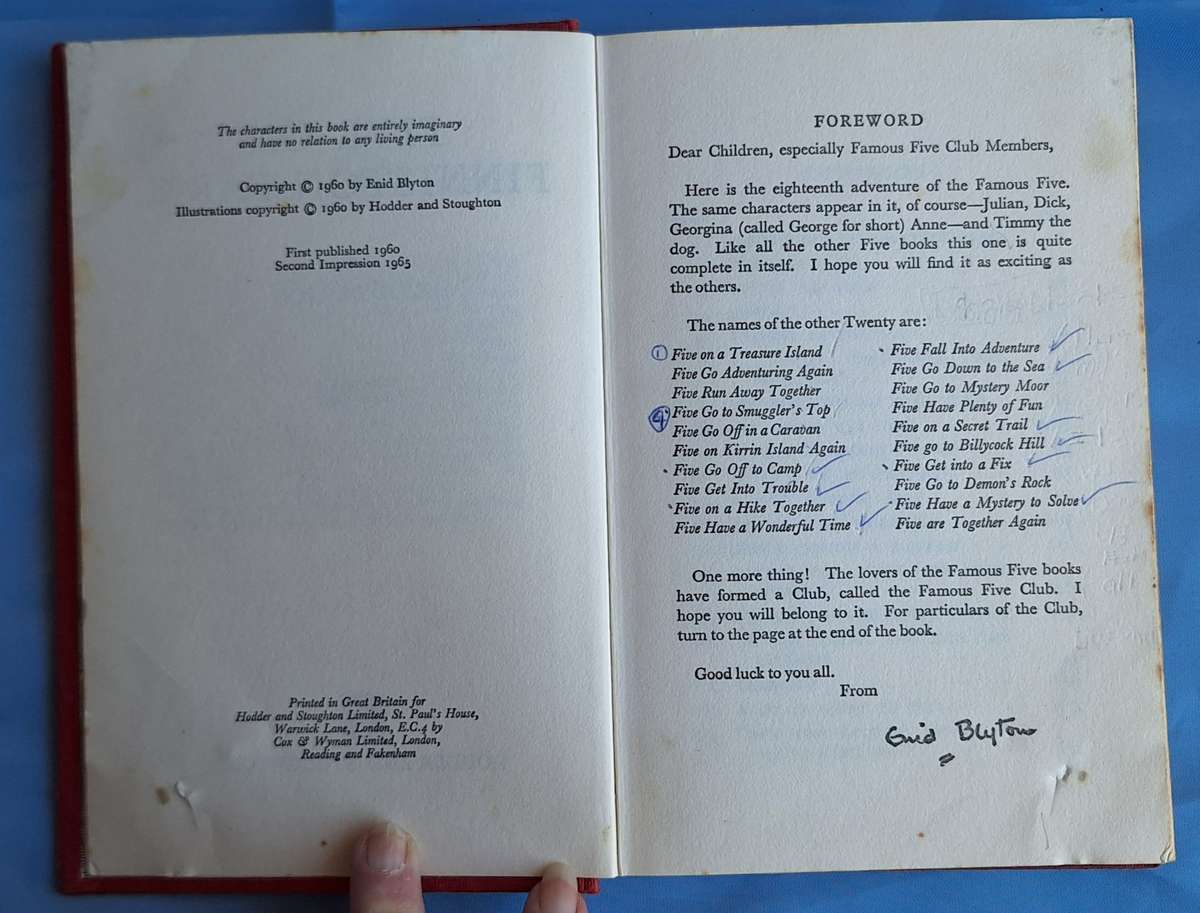 The characters in this book are entirely imaginary
and have no relation to any living person
Copyright © 1960 by Enid Blyton
Illustrations copyright © 1960 by Hodder and Stoughton
First published 1960
Second Impression 1965
Printed in Great Britain for
Hodder and Stoughton Limited, St. Paul's House,
Warwick Lane, London, E.C.4 by
Cox & Wyman Limited, London,
Reading and Fakenham
FOREWORD
Dear Children, especially Famous Five Club Members,
Here is the eighteenth adventure of the Famous Five.
The same characters appear in it, of course—Julian, Dick,
Georgina (called George for short) Anne—and Timmy the
dog. Like all the other Five books this one is quite
complete in itself. I hope you will find it as exciting as
the others.
The names of the other Twenty are:
① Five on a Treasure Island
Five Go Adventuring Again
Five Run Away Together
④ Five Go to Smuggler's Top
Five Go Off in a Caravan
Five on Kirrin Island Again
Five Go Off to Camp ✓
Five Get Into Trouble ✓
Five on a Hike Together ✓
Five Have a Wonderful Time ✓
Five Fall Into Adventure ✓
Five Go Down to the Sea ✓
Five Go to Mystery Moor
Five Have Plenty of Fun
Five on a Secret Trail ✓
Five go to Billycock Hill ✓
Five Get into a Fix ✓
Five Go to Demon's Rock
Five Have a Mystery to Solve ✓
Five are Together Again
One more thing! The lovers of the Famous Five books
have formed a Club, called the Famous Five Club. I
hope you will belong to it. For particulars of the Club,
turn to the page at the end of the book.
Good luck to you all.
From
Enid Blyton